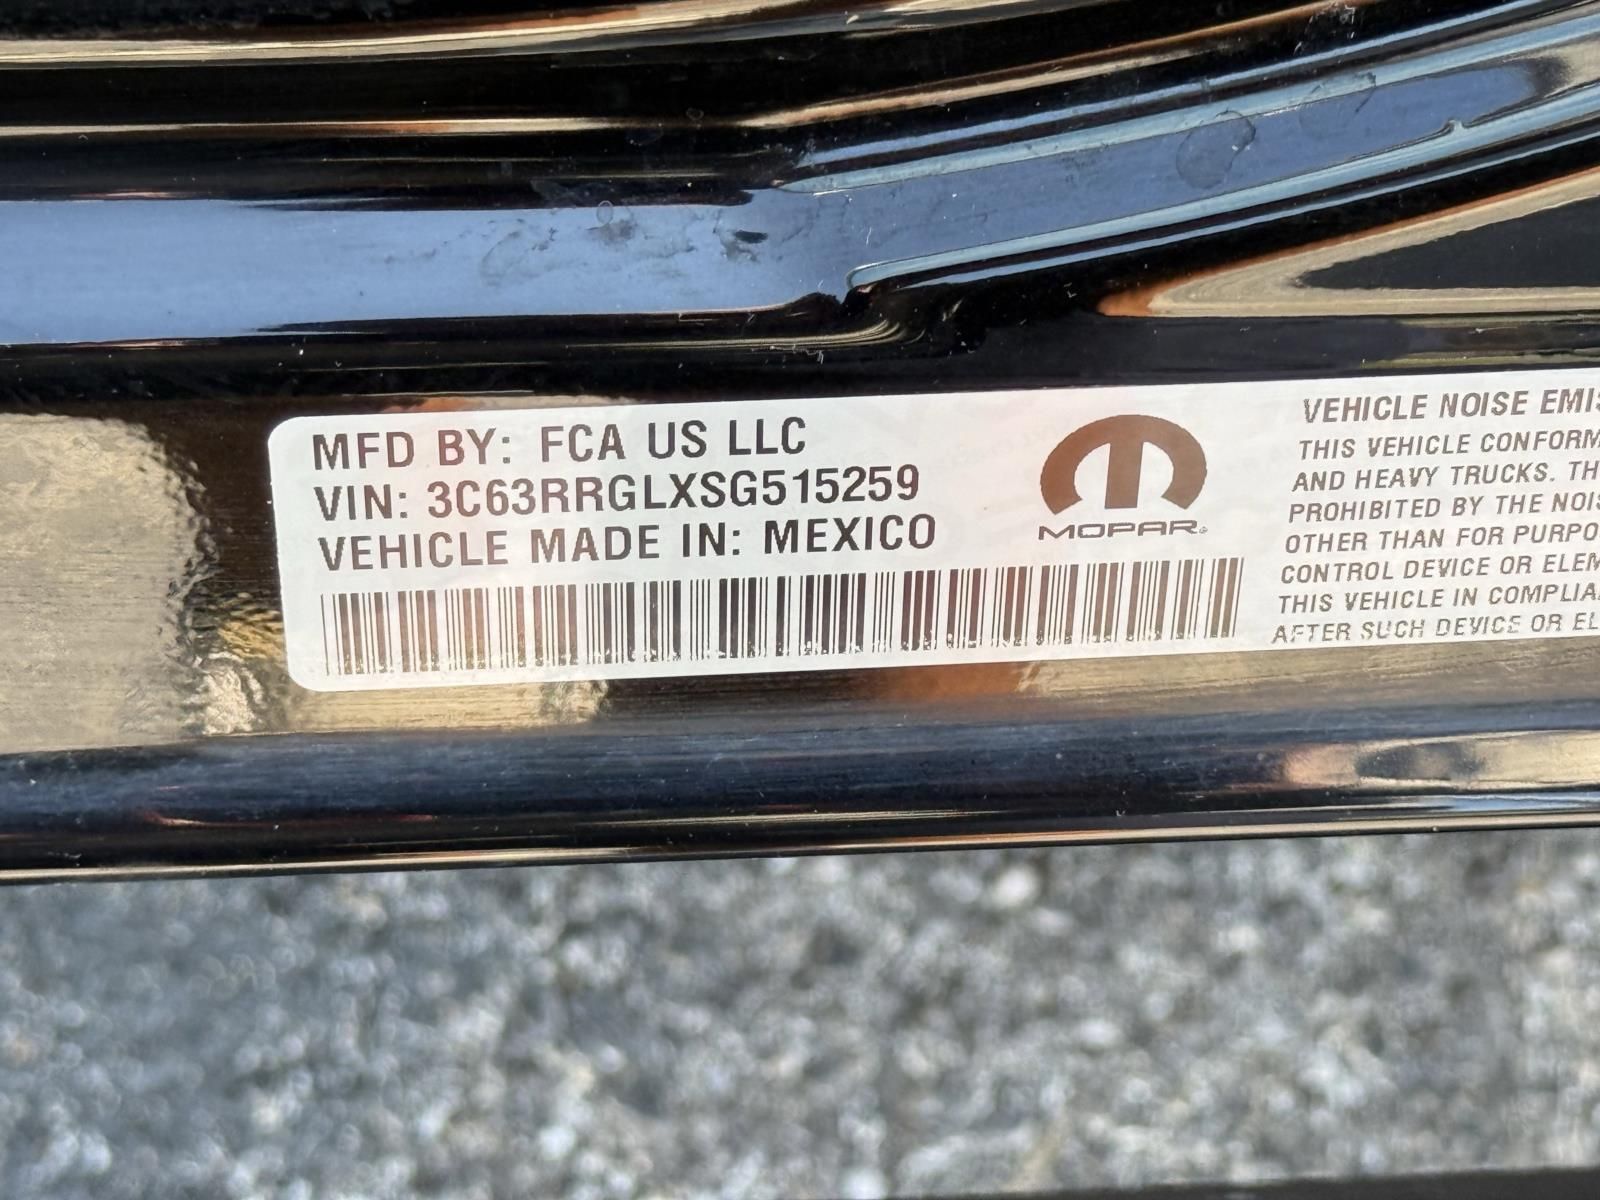 MFD BY: FCA US LLC
VIN: 3C63RRGLXSG515259
VEHICLE MADE IN: MEXICO
MOPAR®
VEHICLE NOISE
THIS VEHICLE
AND HEAVY TRUCKS.
PROHIBITED BY THE
OTHER THAN FOR
CONTROL DEVICE OR
THIS VEHICLE IN
AFTER SUCH DEVICE OR